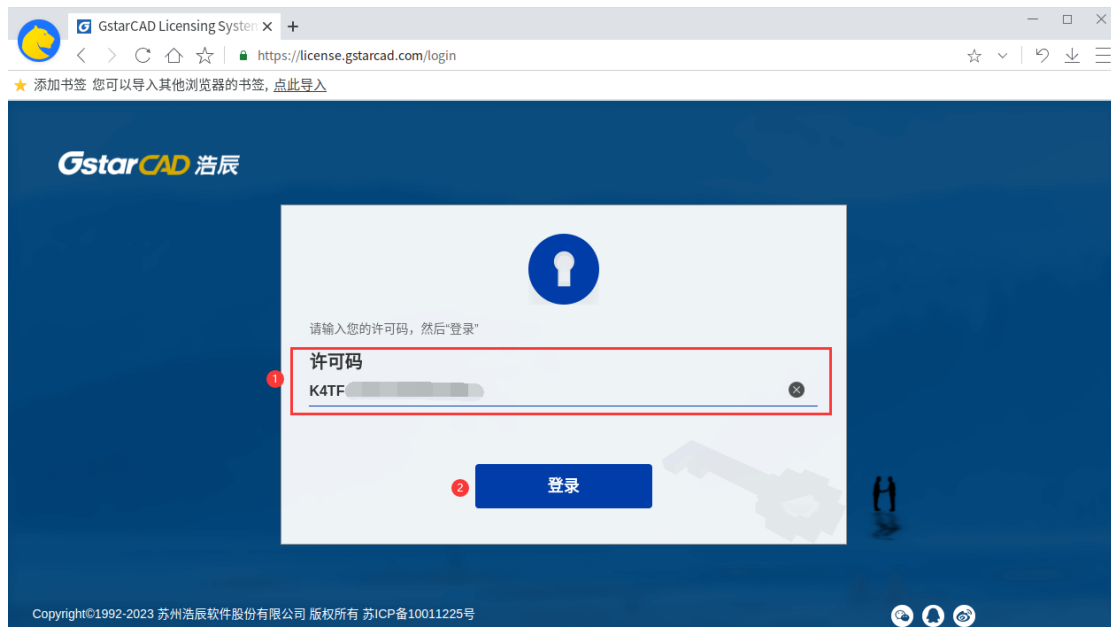 GstarCAD Licensing System
https://license.gstarcad.com/login
添加书签 您可以导入其他浏览器的书签, 点此导入
GstarCAD 浩辰
请输入您的许可码，然后“登录”
许可码
1
K4TF
2
登录
Copyright©1992-2023 苏州浩辰软件股份有限公司 版权所有 苏ICP备10011225号